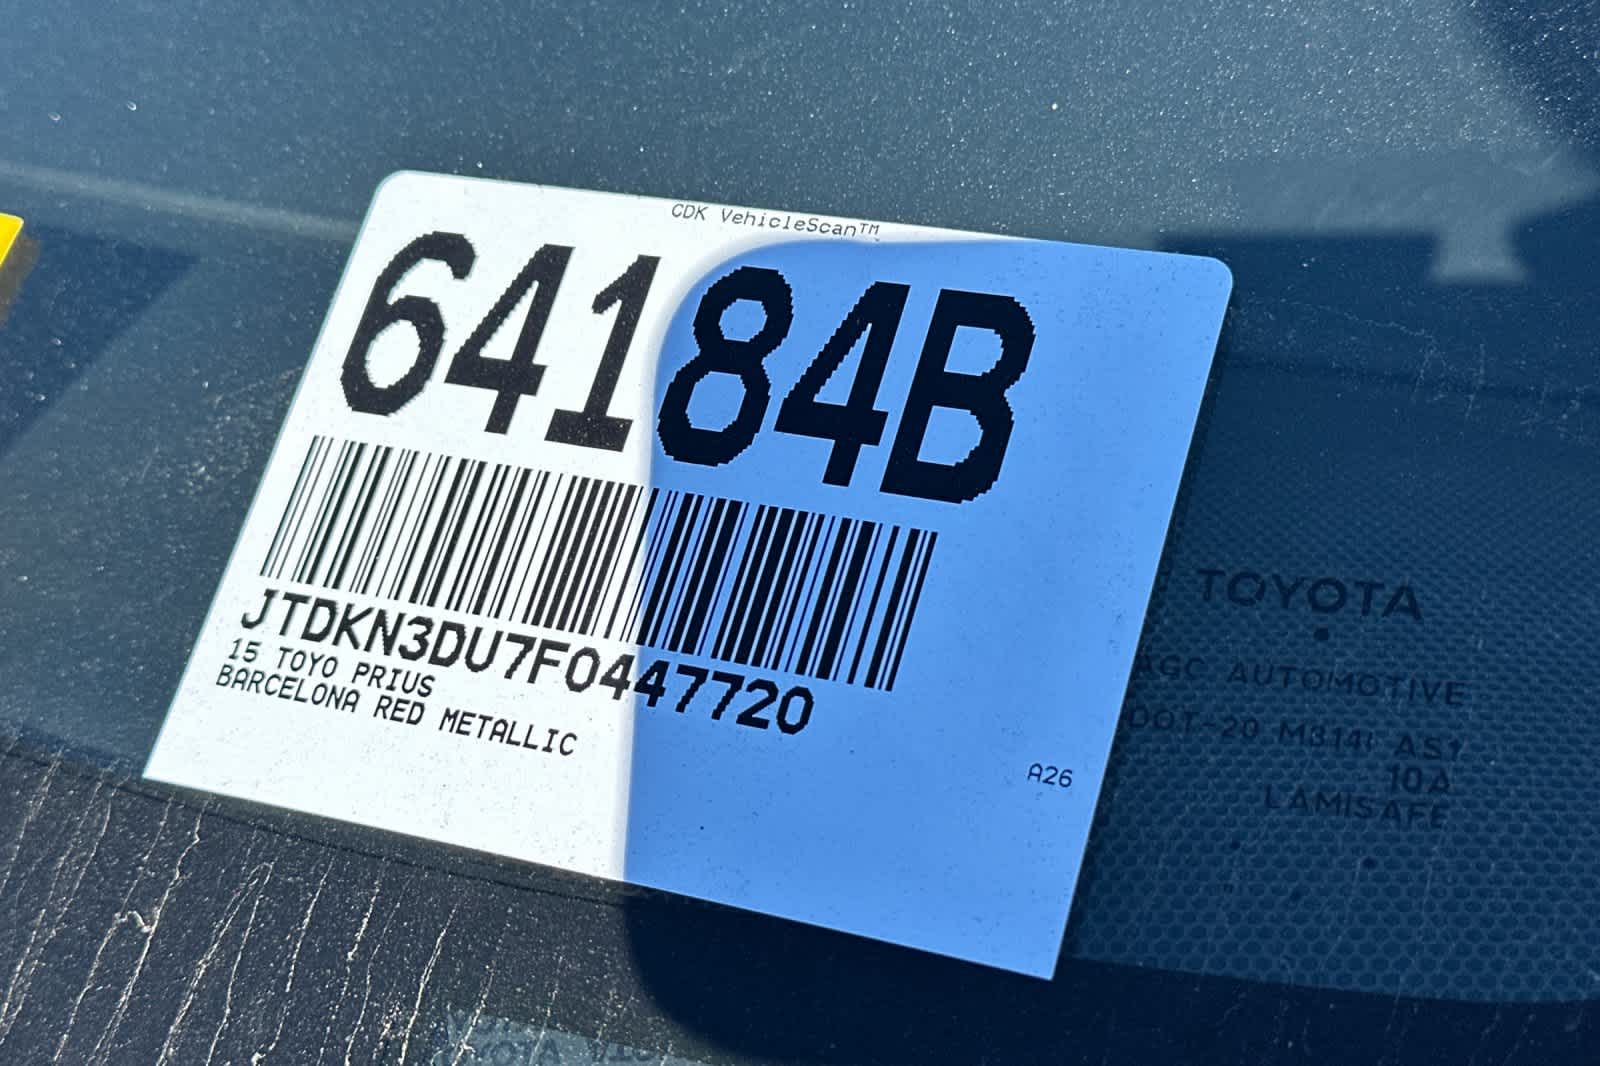 CDK VehicleScan™
64184B
JTDKN3DU7F0447720
15 TOYO PRIUS
BARCELONA RED METALLIC
A26
TOYOTA
AGC AUTOMOTIVE
DOT-20 M814I AS1
10A
LAMISAFE